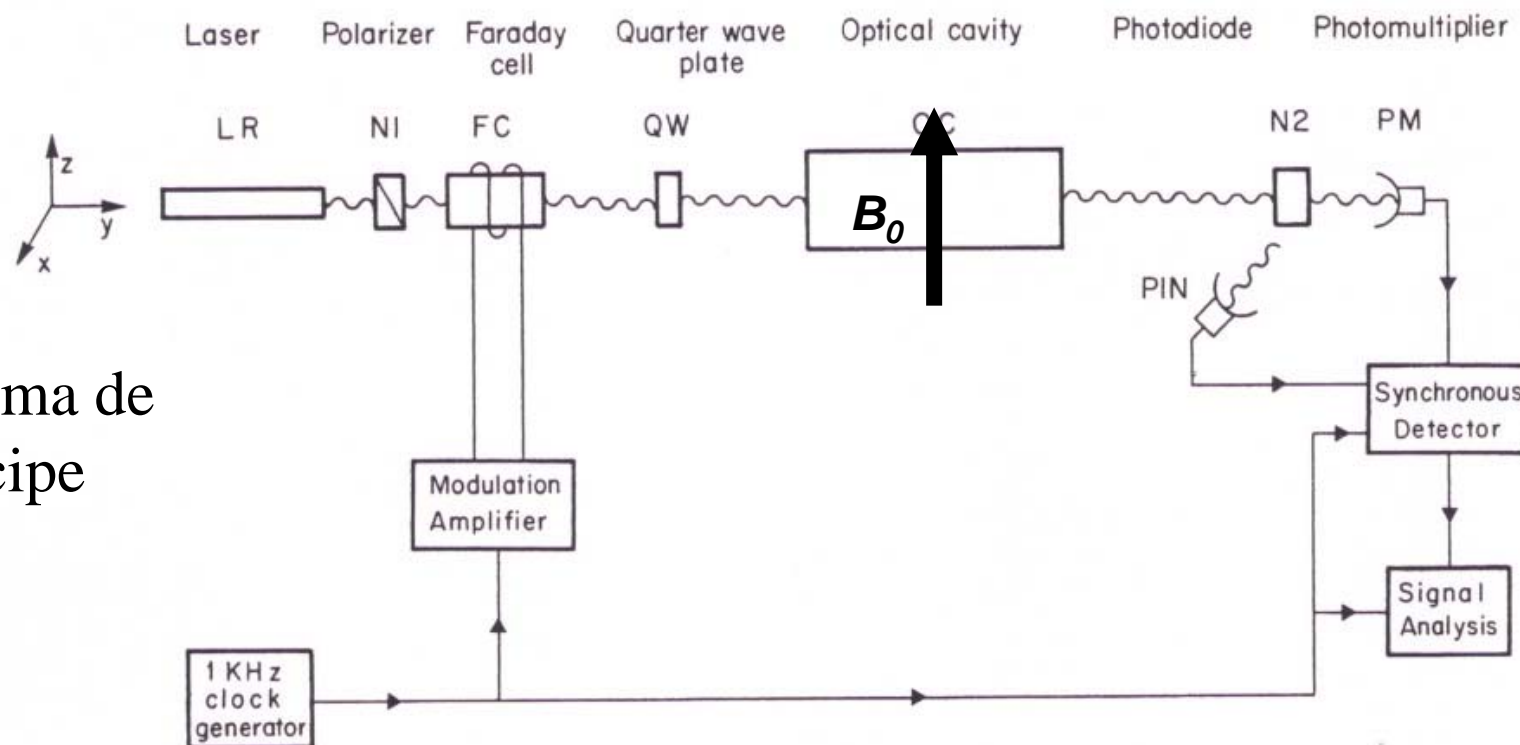 Laser Polarizer Faraday cell Quarter wave plate Optical cavity Photodiode Photomultiplier
LR N1 FC QW N2 PM
z
y
x
B0
PIN
ma de
cipe
Synchronous
Detector
Modulation
Amplifier
Signal
Analysis
1 KHz
clock
generator